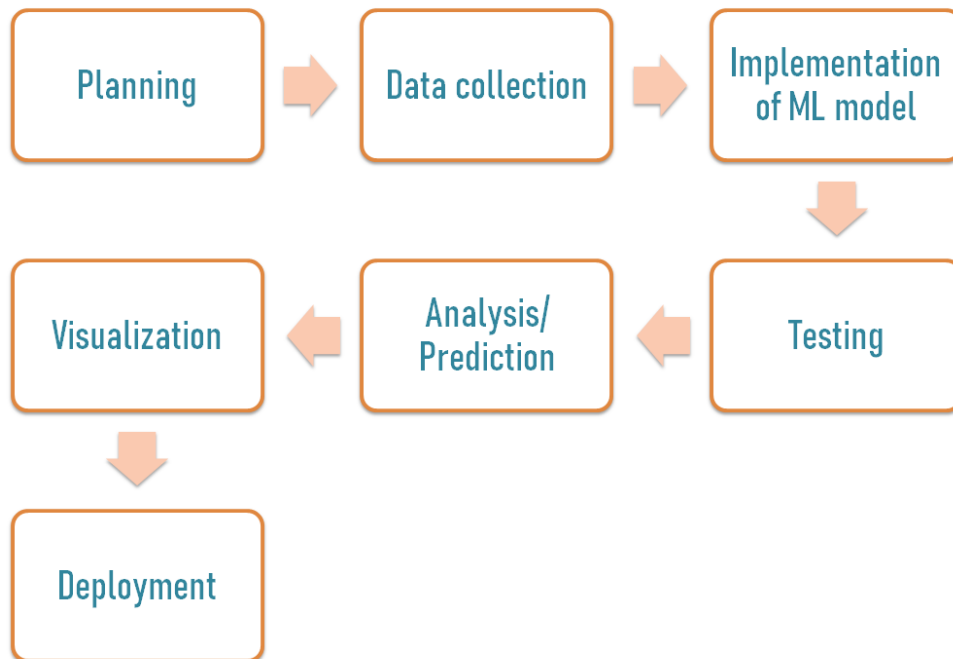 Planning
Data collection
Implementation
of ML model
Testing
Analysis/
Prediction
Visualization
Deployment